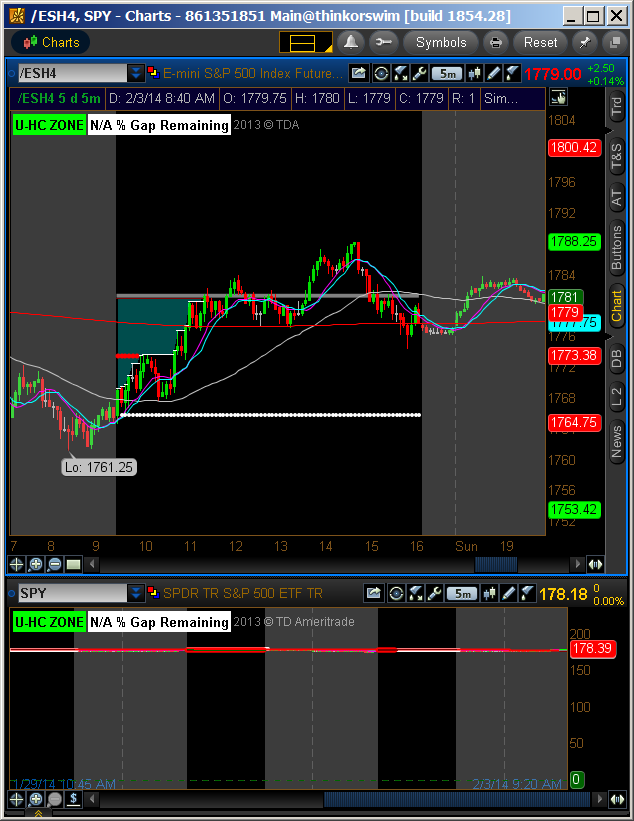 /ESH4, SPY - Charts - 861351851 Main@thinkorswim [build 1854.28]
Charts
Symbols
Reset
/ESH4
E-mini S&P 500 Index Future...
5m
1779.00
+2.50
+0.14%
/ESH4 5 d 5m
D: 2/3/14 8:40 AM
O: 1779.75
H: 1780
L: 1779
C: 1779
R: 1
Sim...
U-HC ZONE
N/A % Gap Remaining
2013 © TDA
1804
1800.42
1796
1792
1788.25
1784
1781
1779
1777.75
1776
1773.38
1772
1768
1764.75
1760
1756
1753.42
1752
Lo: 1761.25
7 8 9 10 11 12 13 14 15 16 Sun 19
Trd
T&S
AT
Buttons
Chart
DB
L 2
News
SPY
SPDR TR S&P 500 ETF TR
5m
178.18
0
0.00%
U-HC ZONE
N/A % Gap Remaining
2013 © TD Ameritrade
200
178.39
150
100
50
0
1/29/14 10:45 AM
2/3/14 9:20 AM
$